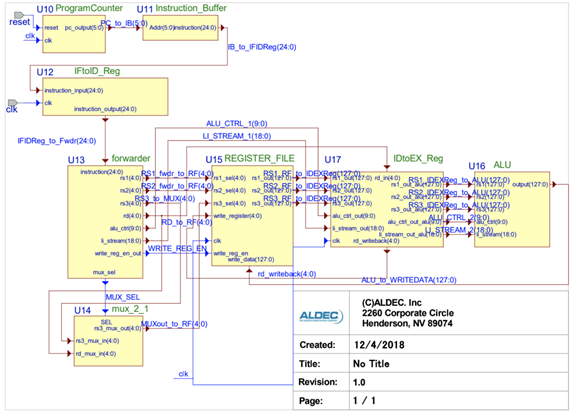 U10 ProgramCounter
reset pc_output(5:0)
clk
PC_to_IB(5:0)
U11 Instruction_Buffer
Addr(5:0) instruction(24:0)
IB_to_IFIDReg(24:0)
reset
clk
U12 IFtoID_Reg
instruction_input(24:0)
clk
instruction_output(24:0)
clk
IFIDReg_to_Fwdr(24:0)
ALU_CTRL_1(9:0)
LI_STREAM_1(18:0)
U13 forwarder
instruction(24:0)
rs1(4:0)
rs2(4:0)
rs3(4:0)
rd(4:0)
alu_ctrl(9:0)
li_stream(18:0)
write_reg_en_out
mux_sel
RS1_fwdr_to_RF(4:0)
RS2_fwdr_to_RF(4:0)
RS3_to_MUX(4:0)
RD_to_RF(4:0)
WRITE_REG_EN
U15 REGISTER_FILE
rs1_sel(4:0) rs1_out(127:0)
rs2_sel(4:0) rs2_out(127:0)
rs3_sel(4:0) rs3_out(127:0)
write_register(4:0)
clk
write_reg_en
write_data(127:0)
RS1_RF_to_IDEXReg(127:0)
RS2_RF_to_IDEXReg(127:0)
RS3_RF_to_IDEXReg(127:0)
U17 IDtoEX_Reg
rd_in(4:0)
rs1_out(127:0) rs1_out_alu(127:0)
rs2_out(127:0) rs2_out_alu(127:0)
rs3_out(127:0) rs3_out_alu(127:0)
alu_ctrl_out(9:0)
alu_ctrl_out_alu(9:0)
li_stream_out(18:0)
li_stream_out_alu(18:0)
clk
rd_writeback(4:0)
RS1_IDEXReg_to_ALU(127:0)
RS2_IDEXReg_to_ALU(127:0)
RS3_IDEXReg_to_ALU(127:0)
ALU_CTRL_2(9:0)
LI_STREAM_2(18:0)
U16 ALU
rs1(127:0) output(127:0)
rs2(127:0)
rs3(127:0)
alu_ctrl(9:0)
li_stream(18:0)
rd_writeback(4:0)
ALU_to_WRITEDATA(127:0)
MUX_SEL
U14 mux_2_1
SEL
rs3_mux_out(4:0)
rs3_mux_in(4:0)
rd_mux_in(4:0)
MUXout_to_RF(4:0)
clk
ALDEC
(C)ALDEC. Inc
2260 Corporate Circle
Henderson, NV 89074
Created: 12/4/2018
Title: No Title
Revision: 1.0
Page: 1 / 1